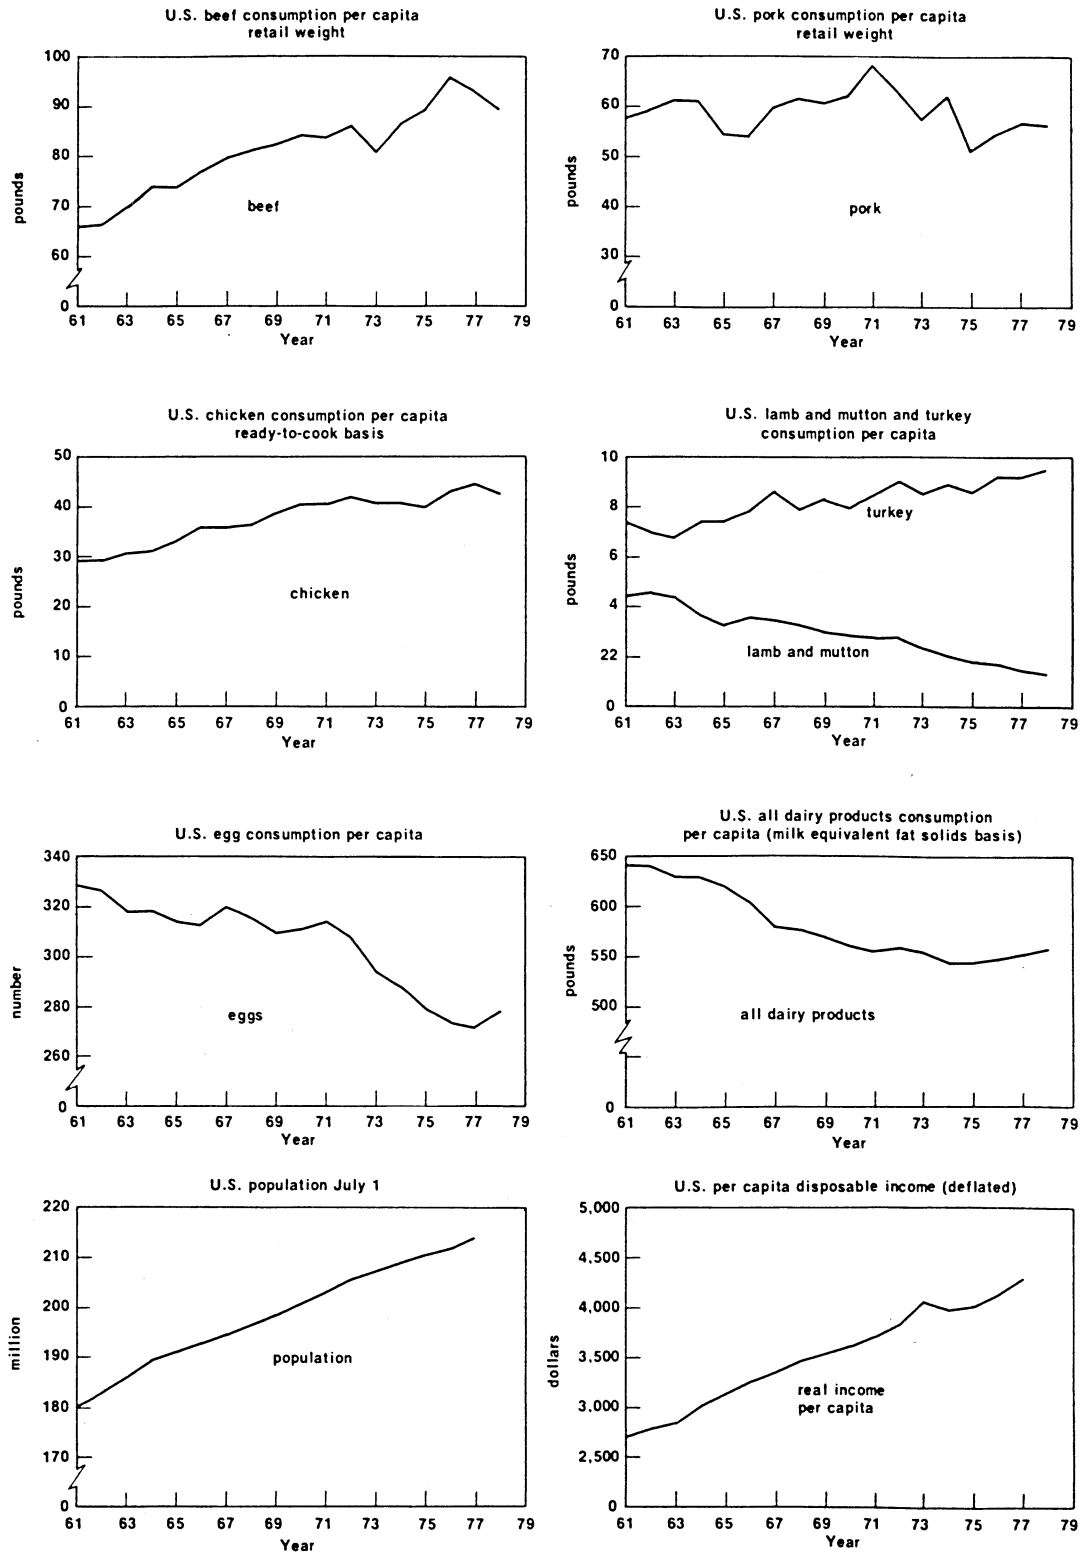 U.S. beef consumption per capita
retail weight
100
90
80
70
60
0
pounds
beef
61 63 65 67 69 71 73 75 77 79
Year
U.S. pork consumption per capita
retail weight
70
60
50
40
30
0
pounds
pork
61 63 65 67 69 71 73 75 77 79
Year
U.S. chicken consumption per capita
ready-to-cook basis
50
40
30
20
10
0
pounds
chicken
61 63 65 67 69 71 73 75 77 79
Year
U.S. lamb and mutton and turkey
consumption per capita
10
8
6
4
22
0
pounds
turkey
lamb and mutton
61 63 65 67 69 71 73 75 77 79
Year
U.S. egg consumption per capita
340
320
300
280
260
0
number
eggs
61 63 65 67 69 71 73 75 77 79
Year
U.S. all dairy products consumption
per capita (milk equivalent fat solids basis)
650
600
550
500
0
pounds
all dairy products
61 63 65 67 69 71 73 75 77 79
Year
U.S. population July 1
220
210
200
190
180
170
0
million
population
61 63 65 67 69 71 73 75 77 79
Year
U.S. per capita disposable income (deflated)
5,000
4,500
4,000
3,500
3,000
2,500
0
dollars
real income
per capita
61 63 65 67 69 71 73 75 77 79
Year